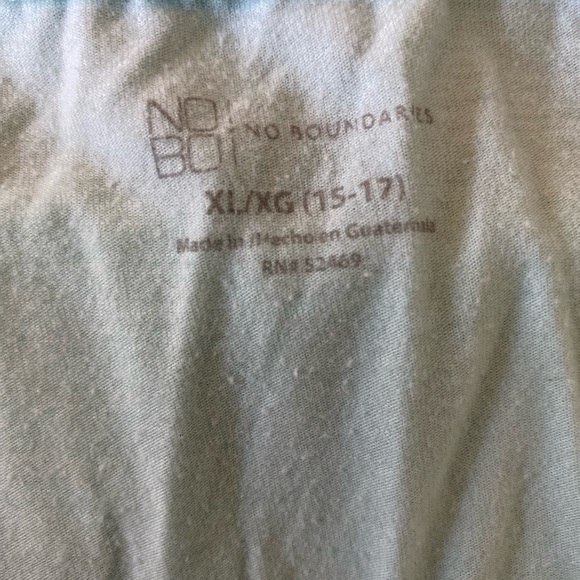 NO!
BO!
NO BOUNDARIES
XL/XG (15-17)
Made in / Hecho en Guatemala
RN# 52469